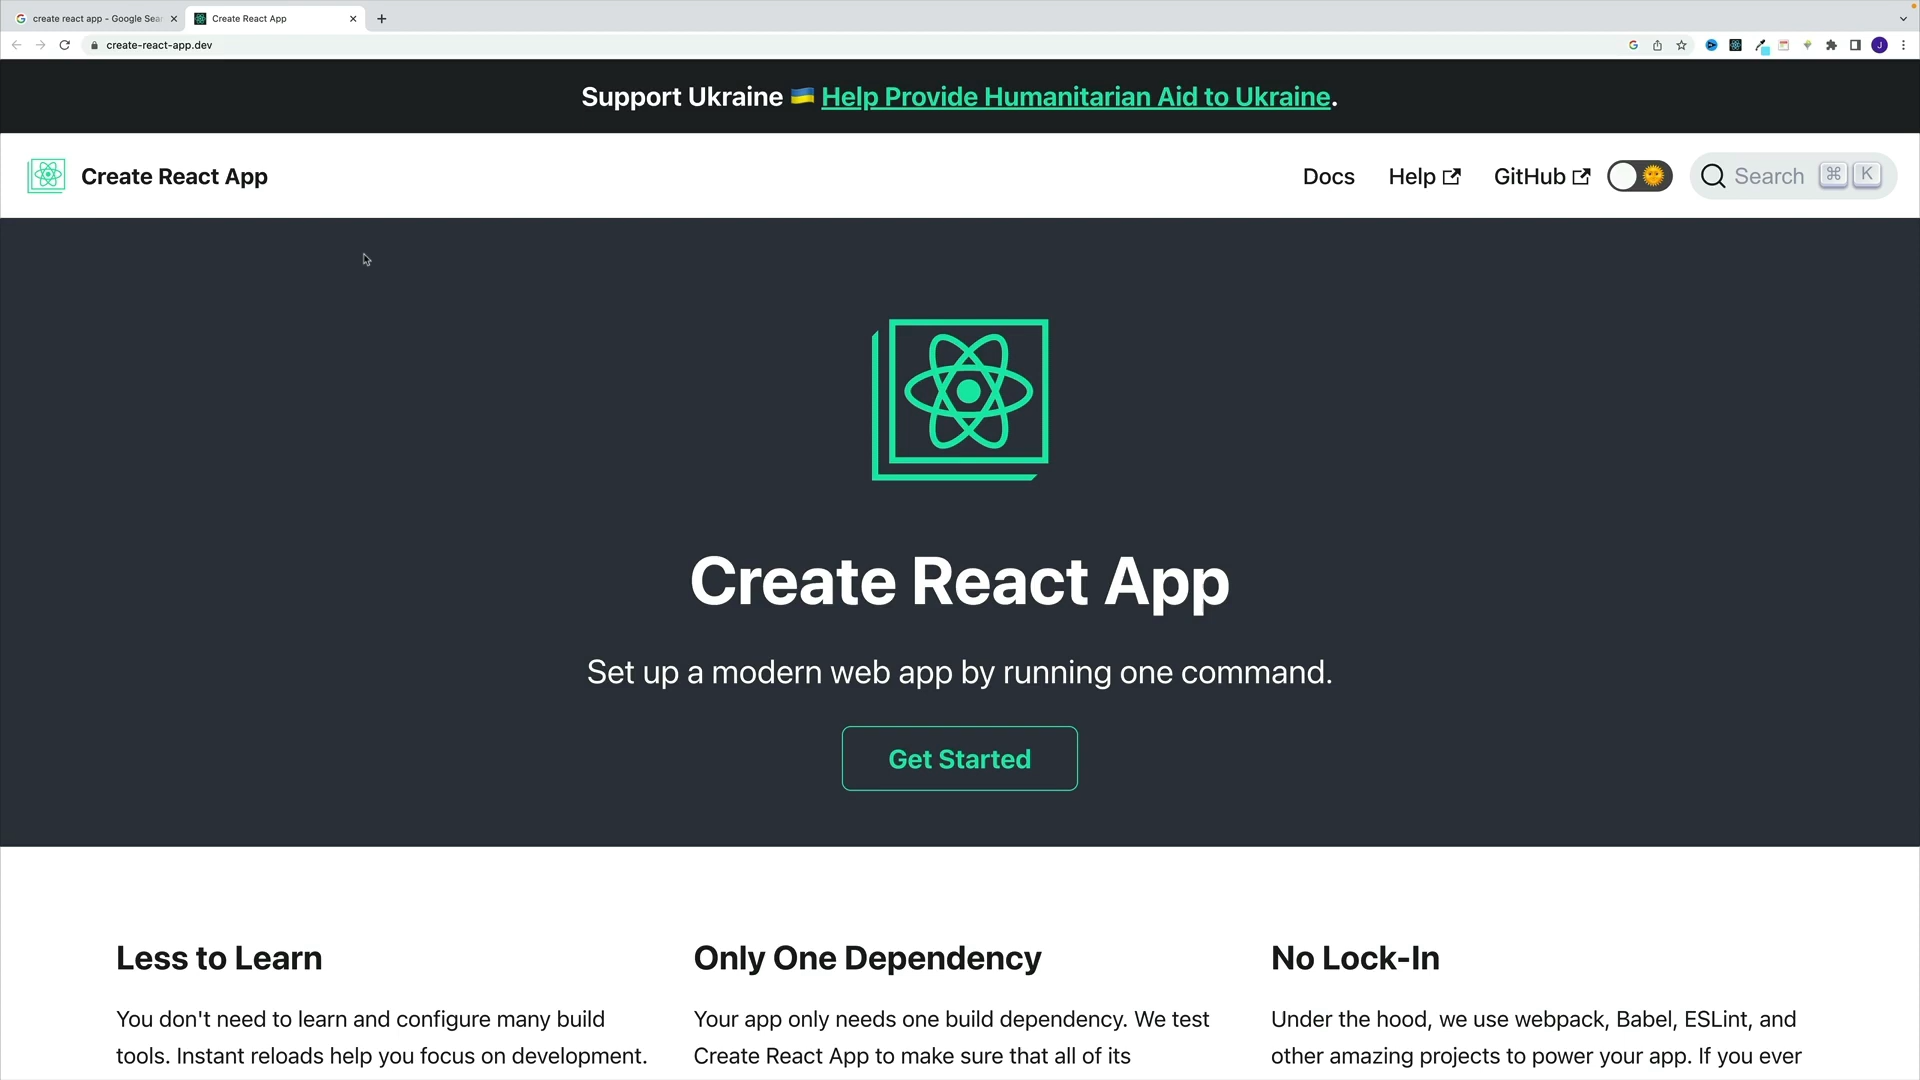 create react app - Google Sear
Create React App
create-react-app.dev
J
Support Ukraine 🇺🇦 Help Provide Humanitarian Aid to Ukraine.
Create React App
Docs
Help
GitHub
Search
⌘
K
Create React App
Set up a modern web app by running one command.
Get Started
Less to Learn
You don't need to learn and configure many build
tools. Instant reloads help you focus on development.
Only One Dependency
Your app only needs one build dependency. We test
Create React App to make sure that all of its
No Lock-In
Under the hood, we use webpack, Babel, ESLint, and
other amazing projects to power your app. If you ever